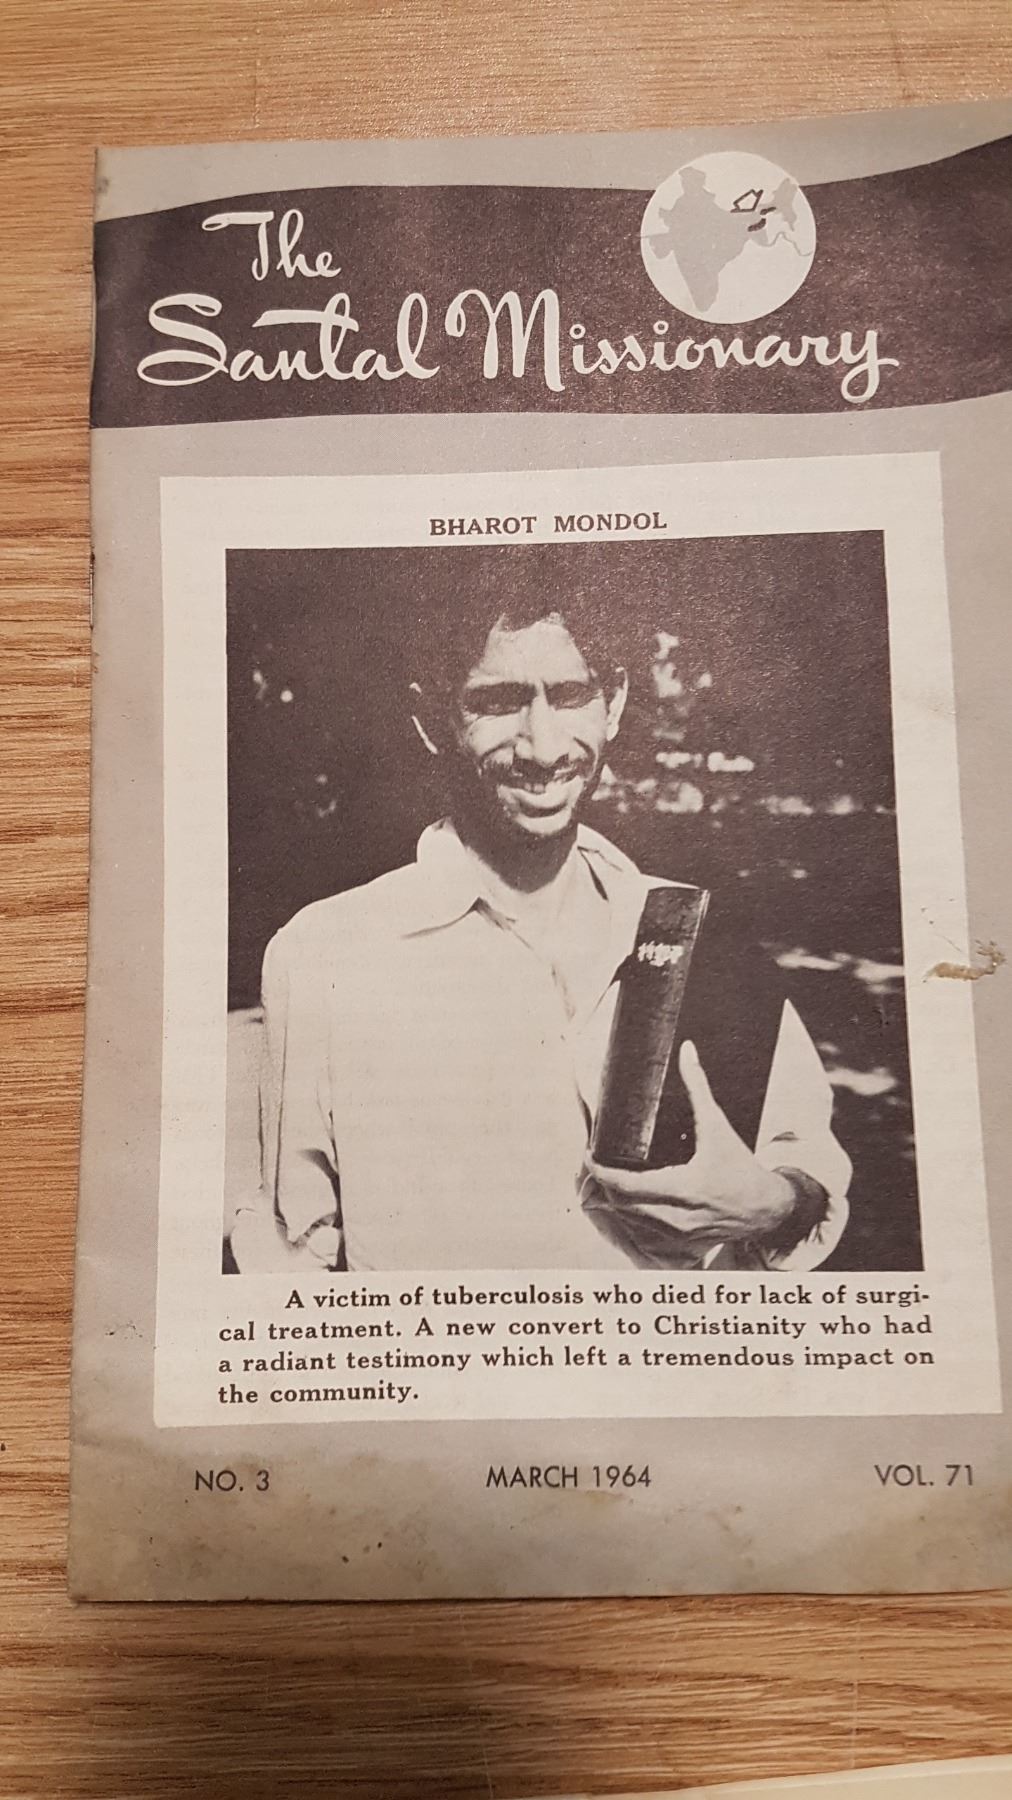 The
Santal Missionary
BHAROT MONDOL
A victim of tuberculosis who died for lack of surgi-
cal treatment. A new convert to Christianity who had
a radiant testimony which left a tremendous impact on
the community.
NO. 3 MARCH 1964 VOL. 71